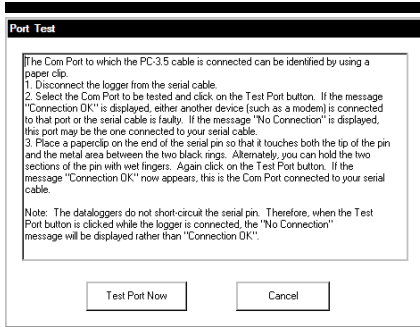 Port Test
The Com Port to which the PC-3.5 cable is connected can be identified by using a
paper clip.
1. Disconnect the logger from the serial cable.
2. Select the Com Port to be tested and click on the Test Port button. If the message
"Connection OK" is displayed, either another device (such as a modem) is connected
to that port or the serial cable is faulty. If the message "No Connection" is displayed,
this port may be the one connected to your serial cable.
3. Place a paperclip on the end of the serial pin so that it touches both the tip of the pin
and the metal area between the two black rings. Alternately, you can hold the two
sections of the pin with wet fingers. Again click on the Test Port button. If the
message "Connection OK" now appears, this is the Com Port connected to your serial
cable.
Note: The dataloggers do not short-circuit the serial pin. Therefore, when the Test
Port button is clicked while the logger is connected, the "No Connection"
message will be displayed rather than "Connection OK".
Test Port Now
Cancel